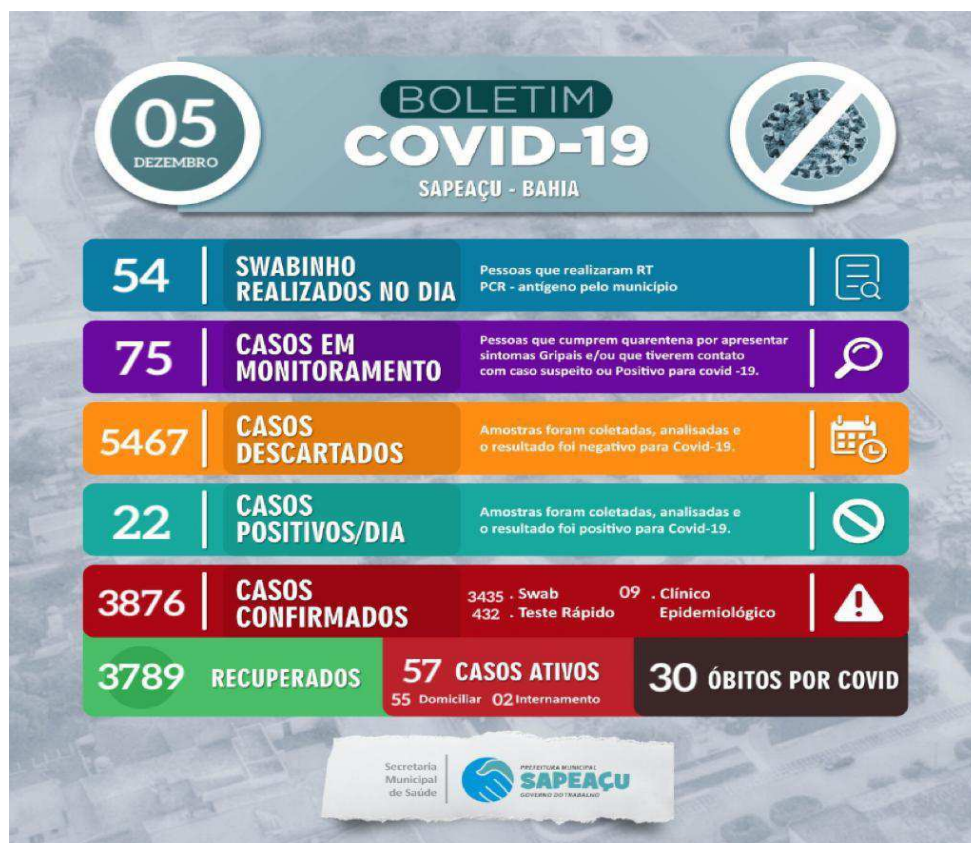 05
DEZEMBRO
BOLETIM
COVID-19
SAPEAÇU - BAHIA
54
SWABINHO
REALIZADOS NO DIA
Pessoas que realizaram RT
PCR - antígeno pelo município
75
CASOS EM
MONITORAMENTO
Pessoas que cumprem quarentena por apresentar
sintomas Gripais e/ou que tiverem contato
com caso suspeito ou Positivo para covid -19.
5467
CASOS
DESCARTADOS
Amostras foram coletadas, analisadas e
o resultado foi negativo para Covid-19.
22
CASOS
POSITIVOS/DIA
Amostras foram coletadas, analisadas e
o resultado foi positivo para Covid-19.
3876
CASOS
CONFIRMADOS
3435 . Swab
432 . Teste Rápido
09 . Clínico
Epidemiológico
3789 RECUPERADOS
57 CASOS ATIVOS
55 Domiciliar 02 Internamento
30 ÓBITOS POR COVID
Secretaria
Municipal
de Saúde
PREFEITURA MUNICIPAL
SAPEAÇU
GOVERNO DO TRABALHO